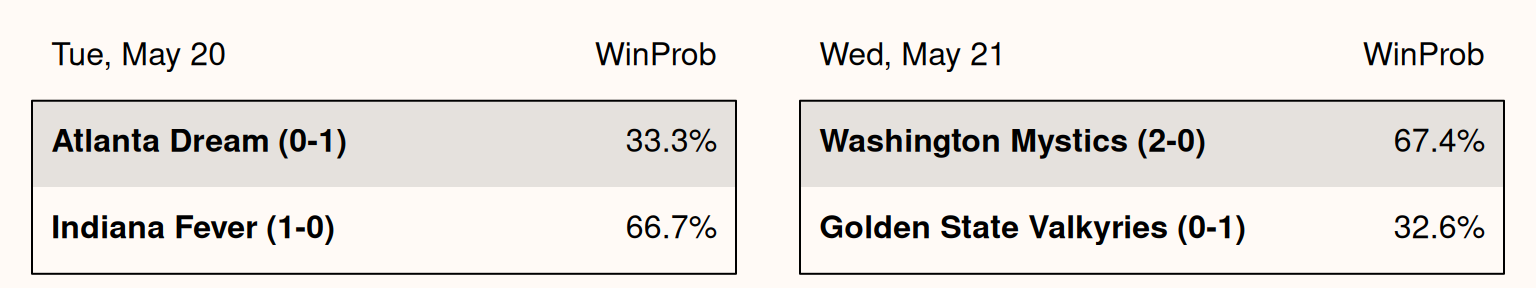 Tue, May 20 WinProb
Atlanta Dream (0-1) 33.3%
Indiana Fever (1-0) 66.7%
Wed, May 21 WinProb
Washington Mystics (2-0) 67.4%
Golden State Valkyries (0-1) 32.6%